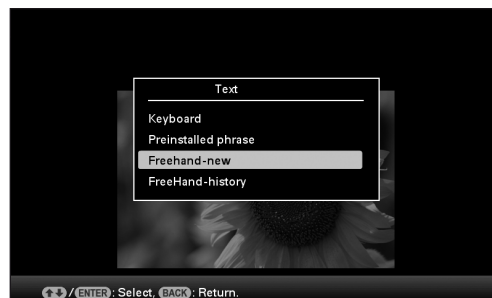 Text
Keyboard
Preinstalled phrase
Freehand-new
FreeHand-history
/ENTER: Select, BACK: Return.